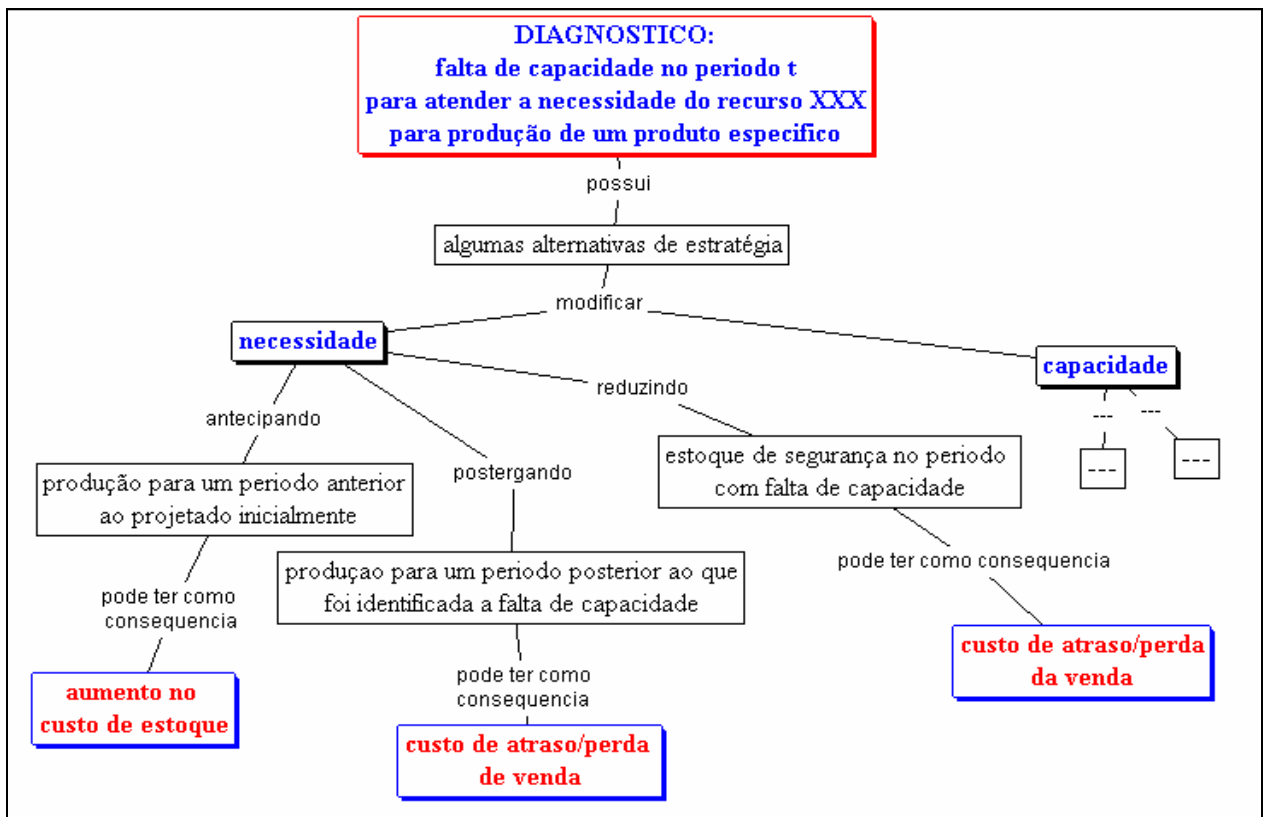 DIAGNOSTICO:
falta de capacidade no periodo t
para atender a necessidade do recurso XXX
para produção de um produto especifico
possui
algumas alternativas de estratégia
modificar
necessidade
capacidade
antecipando
postergando
reduzindo
---
---
---
---
produção para um periodo anterior
ao projetado inicialmente
produçao para um periodo posterior ao que
foi identificada a falta de capacidade
estoque de segurança no periodo
com falta de capacidade
pode ter como
consequencia
pode ter como
consequencia
pode ter como consequencia
aumento no
custo de estoque
custo de atraso/perda
de venda
custo de atraso/perda
da venda